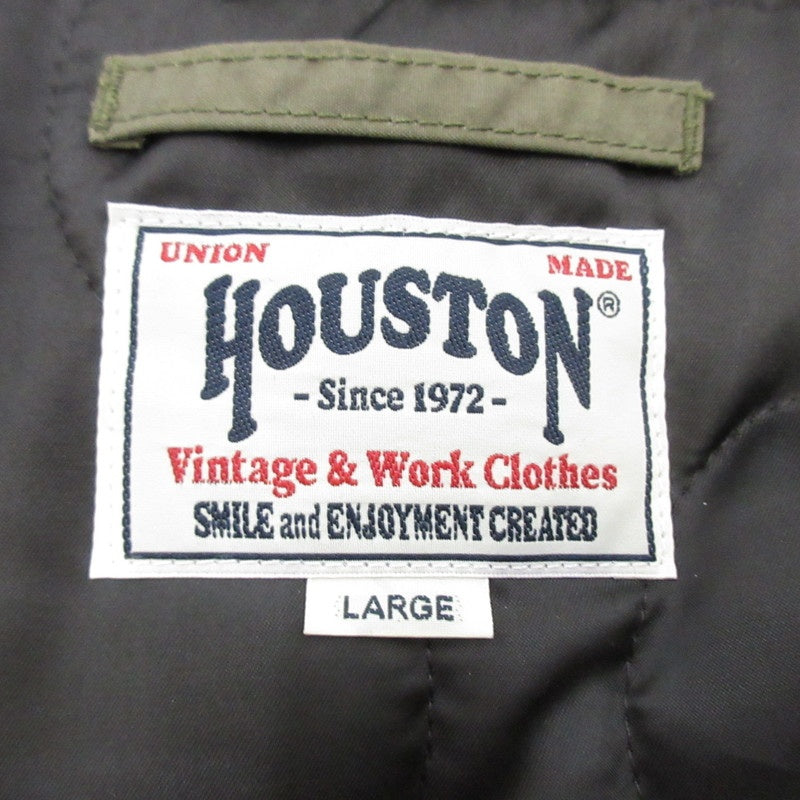 UNION MADE
HOUSTON®
- Since 1972 -
Vintage & Work Clothes
SMILE and ENJOYMENT CREATED
LARGE